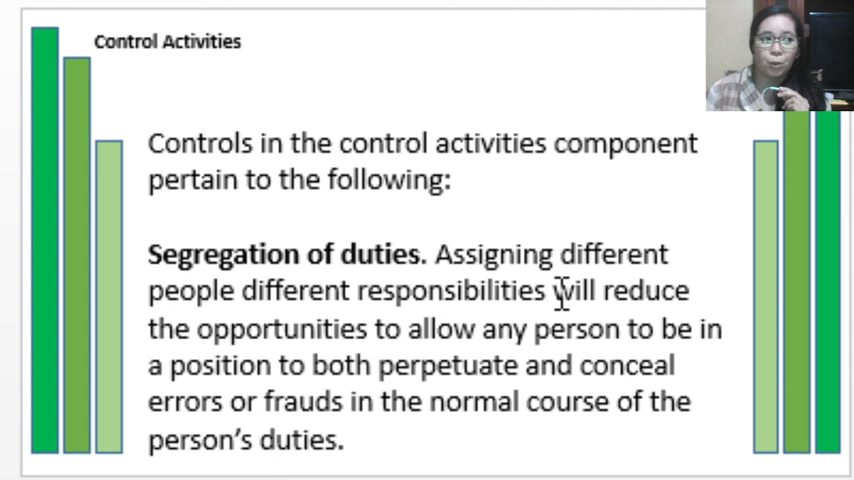 Control Activities
Controls in the control activities component
pertain to the following:
Segregation of duties. Assigning different
people different responsibilities will reduce
the opportunities to allow any person to be in
a position to both perpetuate and conceal
errors or frauds in the normal course of the
person's duties.